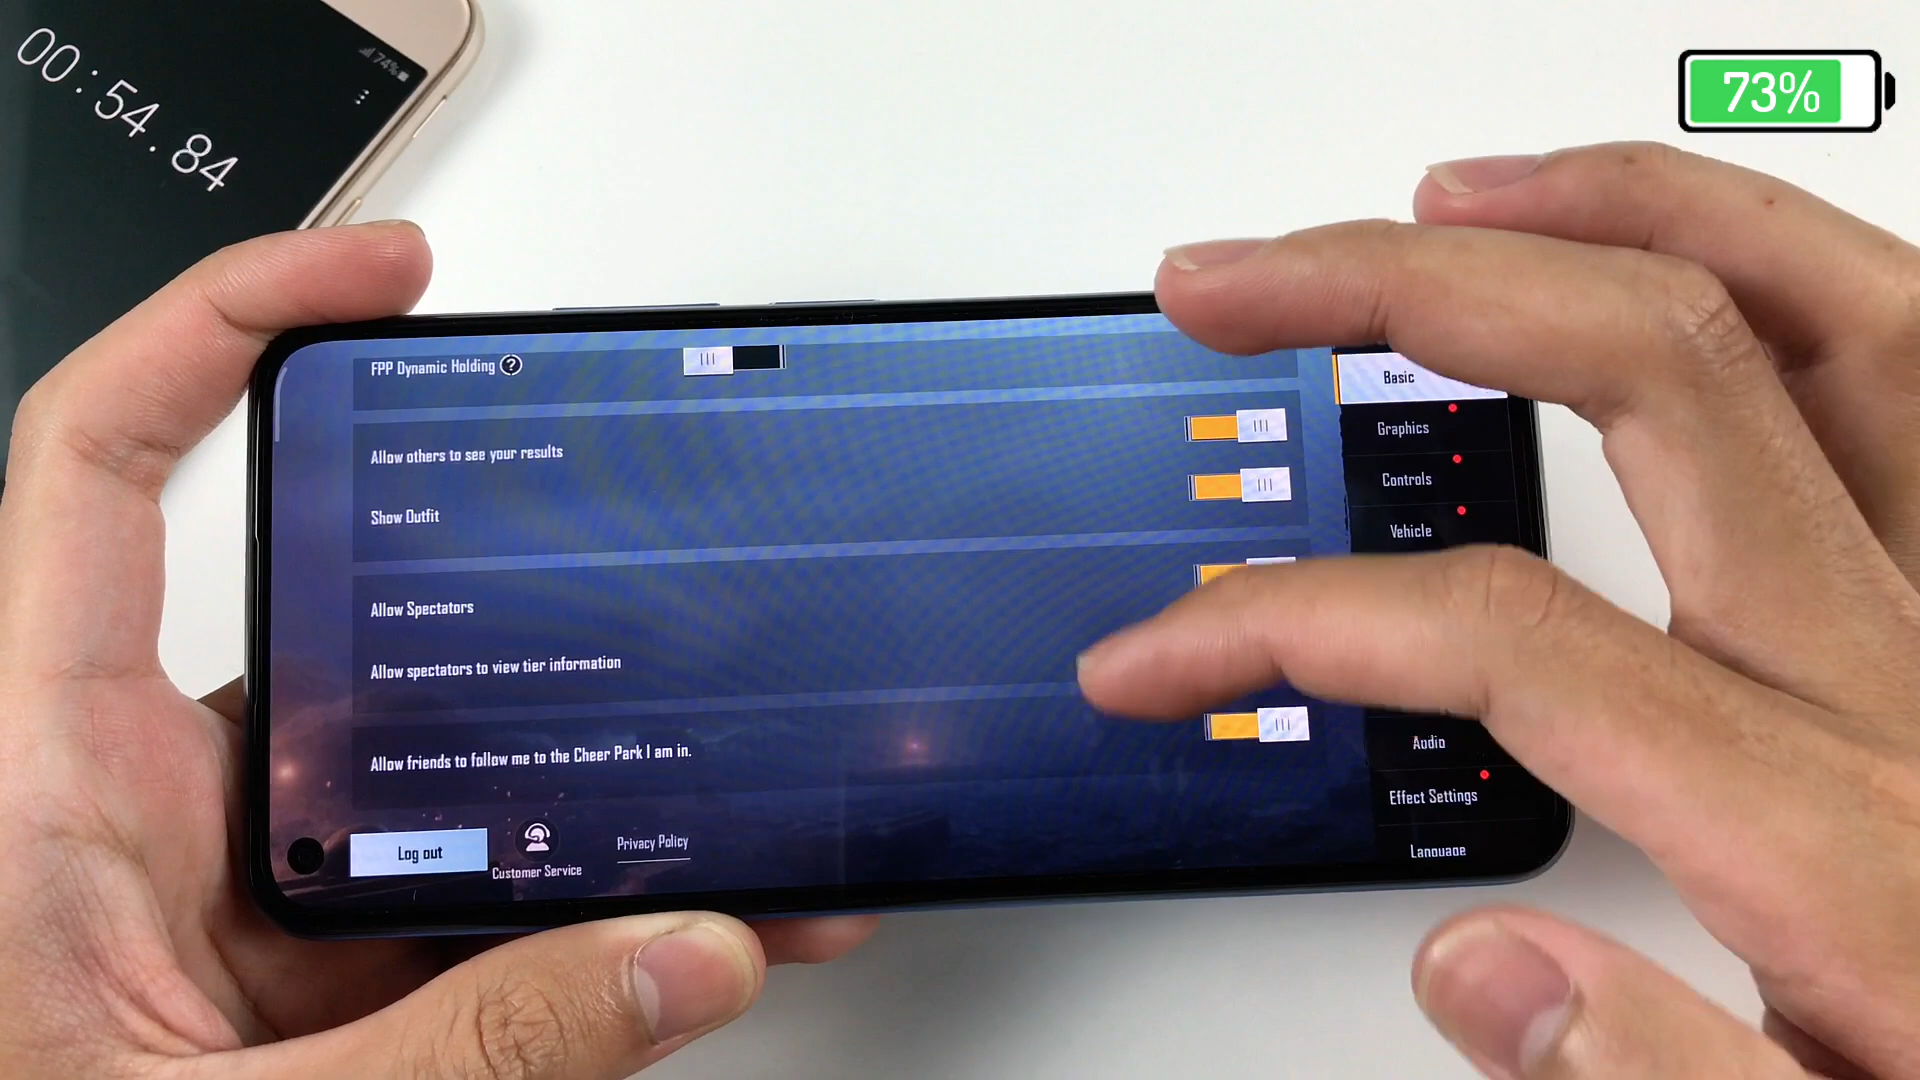 00:54.84
74%
73%
FPP Dynamic Holding ?
Allow others to see your results
Show Outfit
Allow Spectators
Allow spectators to view tier information
Allow friends to follow me to the Cheer Park I am in.
Log out
Customer Service
Privacy Policy
Basic
Graphics
Controls
Vehicle
Audio
Effect Settings
Language